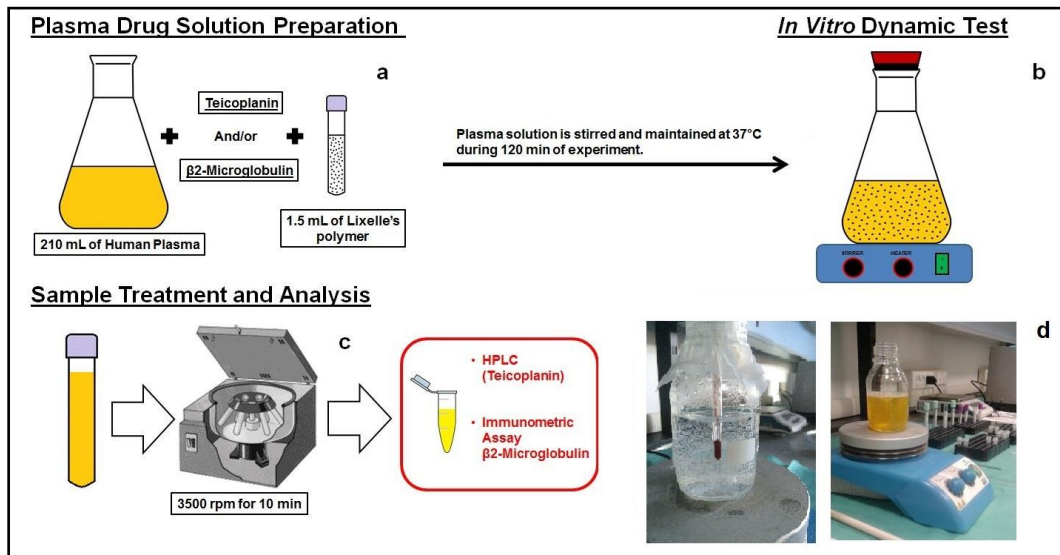 Plasma Drug Solution Preparation
a
Teicoplanin
And/or
β2-Microglobulin
210 mL of Human Plasma
1.5 mL of Lixelle's
polymer
Plasma solution is stirred and maintained at 37°C
during 120 min of experiment.
In Vitro Dynamic Test
b
STIRRER
HEATER
Sample Treatment and Analysis
c
3500 rpm for 10 min
• HPLC
(Teicoplanin)
• Immunometric
Assay
β2-Microglobulin
d